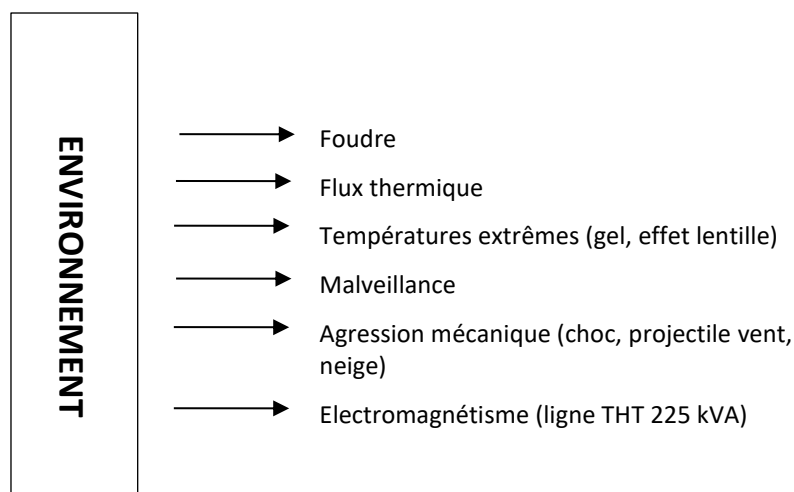 ENVIRONNEMENT
Foudre
Flux thermique
Températures extrêmes (gel, effet lentille)
Malveillance
Agression mécanique (choc, projectile vent,
neige)
Electromagnétisme (ligne THT 225 kVA)